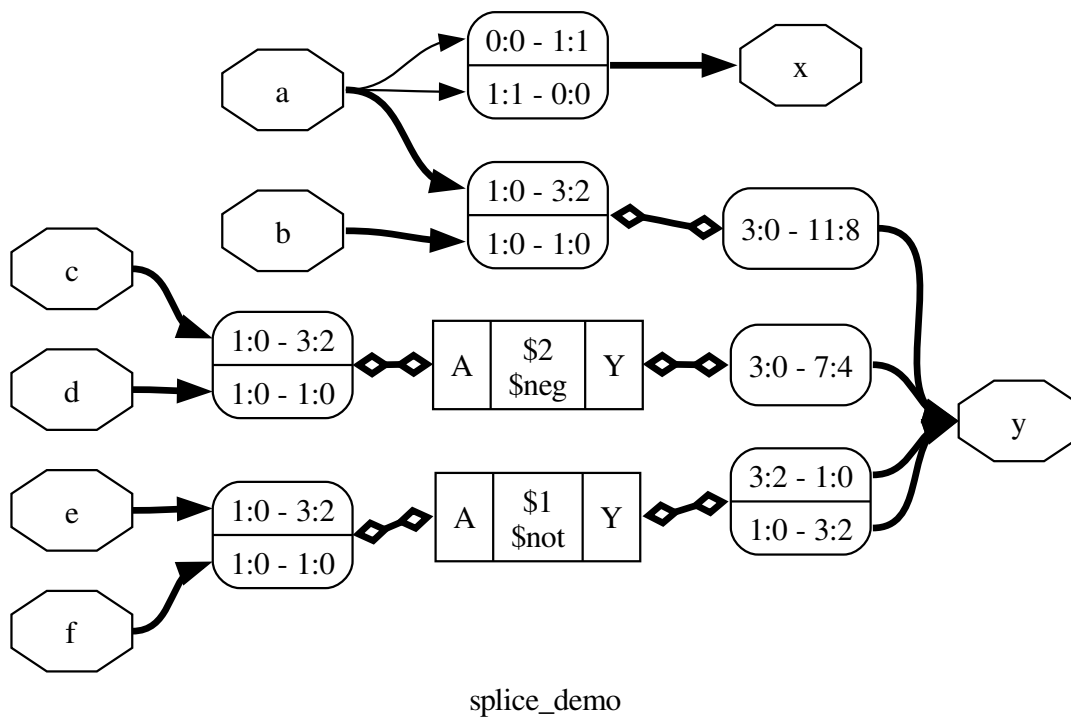 0:0 - 1:1
1:1 - 0:0
a
x
1:0 - 3:2
1:0 - 1:0
b
3:0 - 11:8
c
1:0 - 3:2
1:0 - 1:0
d
A
$2
$neg
Y
3:0 - 7:4
y
e
1:0 - 3:2
1:0 - 1:0
f
A
$1
$not
Y
3:2 - 1:0
1:0 - 3:2
splice_demo